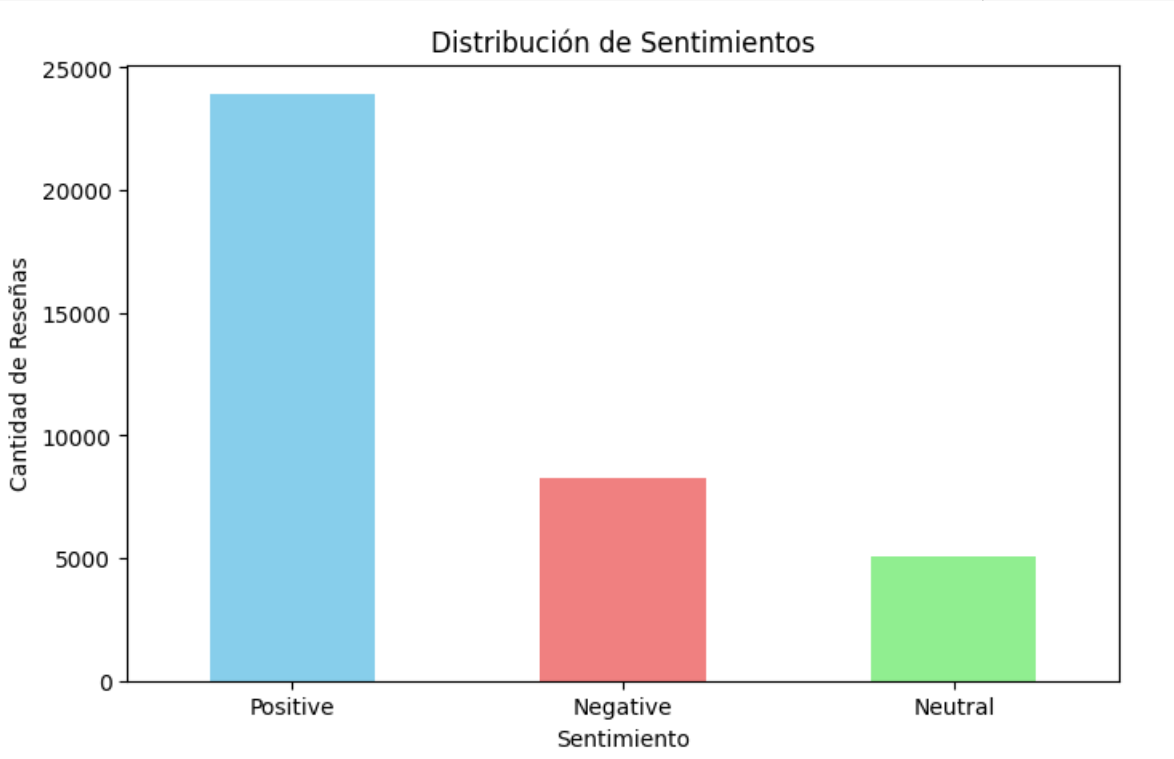 Distribución de Sentimientos
25000
20000
15000
10000
5000
0
Cantidad de Reseñas
Positive
Negative
Neutral
Sentimiento